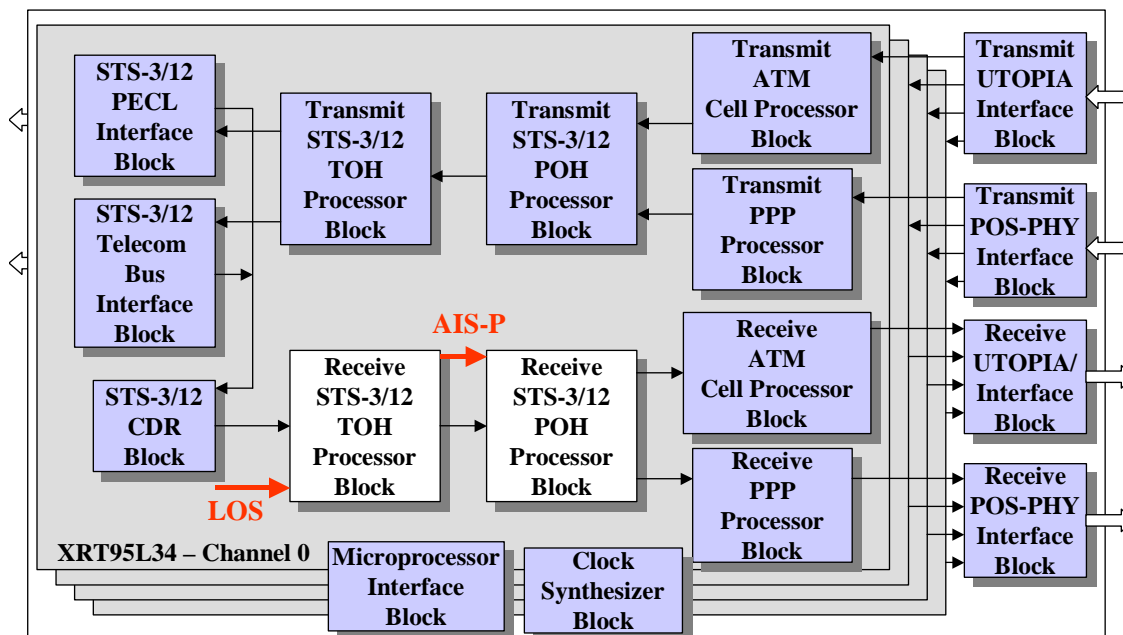 STS-3/12
PECL
Interface
Block
Transmit
STS-3/12
TOH
Processor
Block
Transmit
STS-3/12
POH
Processor
Block
Transmit
ATM
Cell Processor
Block
Transmit
UTOPIA
Interface
Block
STS-3/12
Telecom
Bus
Interface
Block
Transmit
PPP
Processor
Block
Transmit
POS-PHY
Interface
Block
AIS-P
STS-3/12
CDR
Block
Receive
STS-3/12
TOH
Processor
Block
Receive
STS-3/12
POH
Processor
Block
Receive
ATM
Cell Processor
Block
Receive
UTOPIA/
Interface
Block
LOS
Receive
PPP
Processor
Block
Receive
POS-PHY
Interface
Block
XRT95L34 – Channel 0
Microprocessor
Interface
Block
Clock
Synthesizer
Block